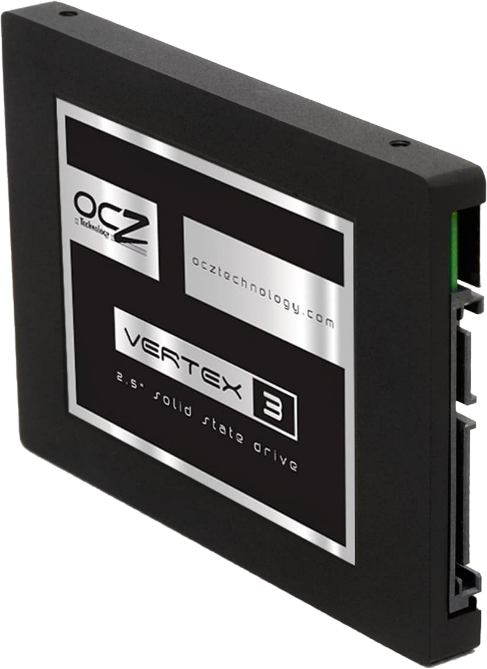 OCZ
Technology
ocztechnology.com
VERTEX 3
2.5" solid state drive